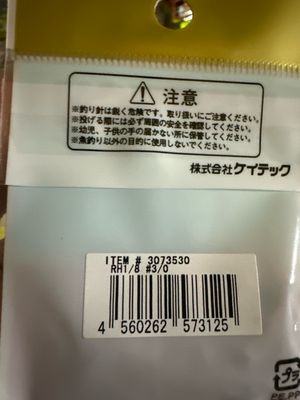 ⚠ 注意
※釣り針は鋭く危険です。取り扱いにご注意ください。
※投げる際には必ず周囲の安全を確認してください。
※幼児、子供の手の届かない所に保管してください。
※魚釣り以外の目的に使用しないでください。
株式会社ケイテック
ITEM # 3073530
RH1/8 #3/0
4 560262 573125
プラ
PE,PP